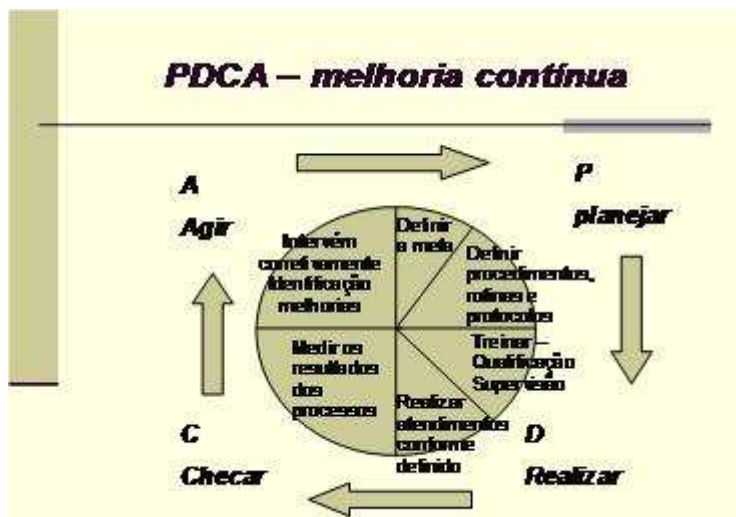 PDCA – melhoria contínua
A
Agir
P
planejar
Intervém
corretivamente
Identificação
melhorias
Definir
a meta
Definir
procedimentos,
rotinas e
protocolos
Treinar –
Qualificação
Supervisão
Medir os
resultados
dos
processos
Realizar
atendimentos
conforme
definido
C
Checar
D
Realizar